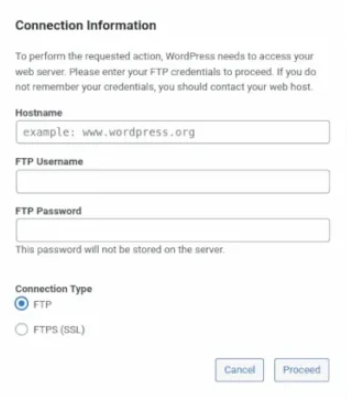 Connection Information
To perform the requested action, WordPress needs to access your
web server. Please enter your FTP credentials to proceed. If you do
not remember your credentials, you should contact your web host.
Hostname
example: www.wordpress.org
FTP Username
FTP Password
This password will not be stored on the server.
Connection Type
FTP
FTPS (SSL)
Cancel Proceed